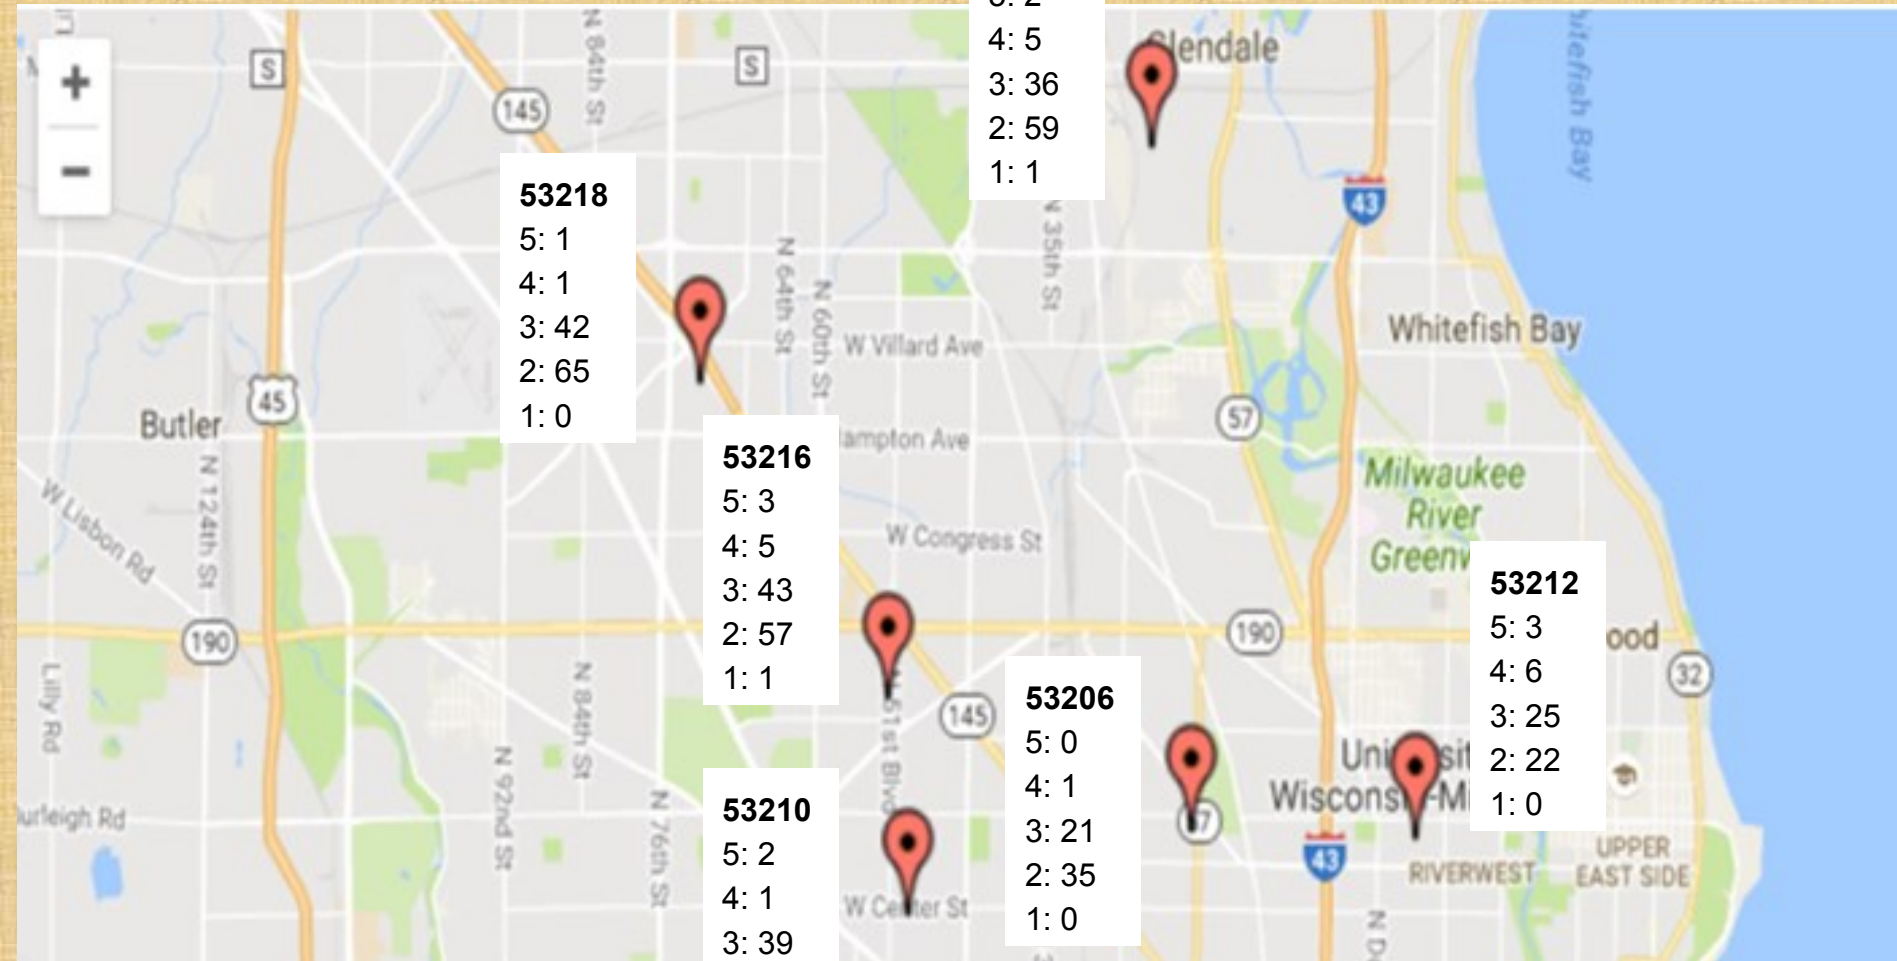 4: 5
3: 36
2: 59
1: 1
Glendale
N 84th St
S
S
145
+
−
43
53218
5: 1
4: 1
3: 42
2: 65
1: 0
N 64th St
N 60th St
N 35th St
W Villard Ave
Whitefish Bay
45
Butler
57
53216
5: 3
4: 5
3: 43
2: 57
1: 1
N 124th St
W Lisbon Rd
W Congress St
Milwaukee
River
53212
5: 3
4: 6
3: 25
2: 22
1: 0
190
190
32
Lilly Rd
N 84th St
145
53206
5: 0
4: 1
3: 21
2: 35
1: 0
N 92nd St
N 76th St
51st Blvd
53210
5: 2
4: 1
3: 39
43
RIVERWEST
UPPER
EAST SIDE
W Center St